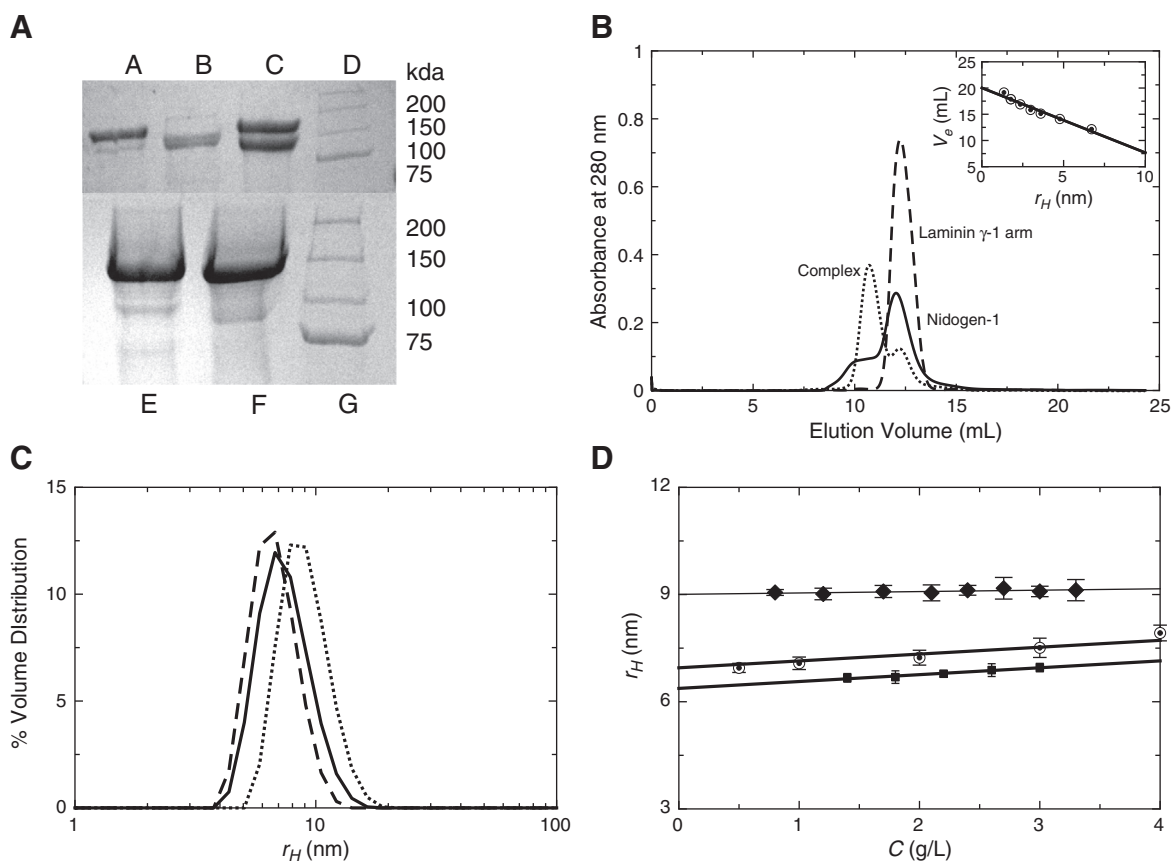 A
A B C D kda
200
150
100
75
200
150
100
75
E F G
B
Absorbance at 280 nm
1
0.8
0.6
0.4
0.2
0
0 5 10 15 20 25
Elution Volume (mL)
Complex
Laminin γ-1 arm
Nidogen-1
Ve (mL)
25
20
15
10
5
0 5 10
rH (nm)
C
% Volume DIstribution
15
10
5
0
1 10 100
rH (nm)
D
rH (nm)
12
9
6
3
0 1 2 3 4
C (g/L)